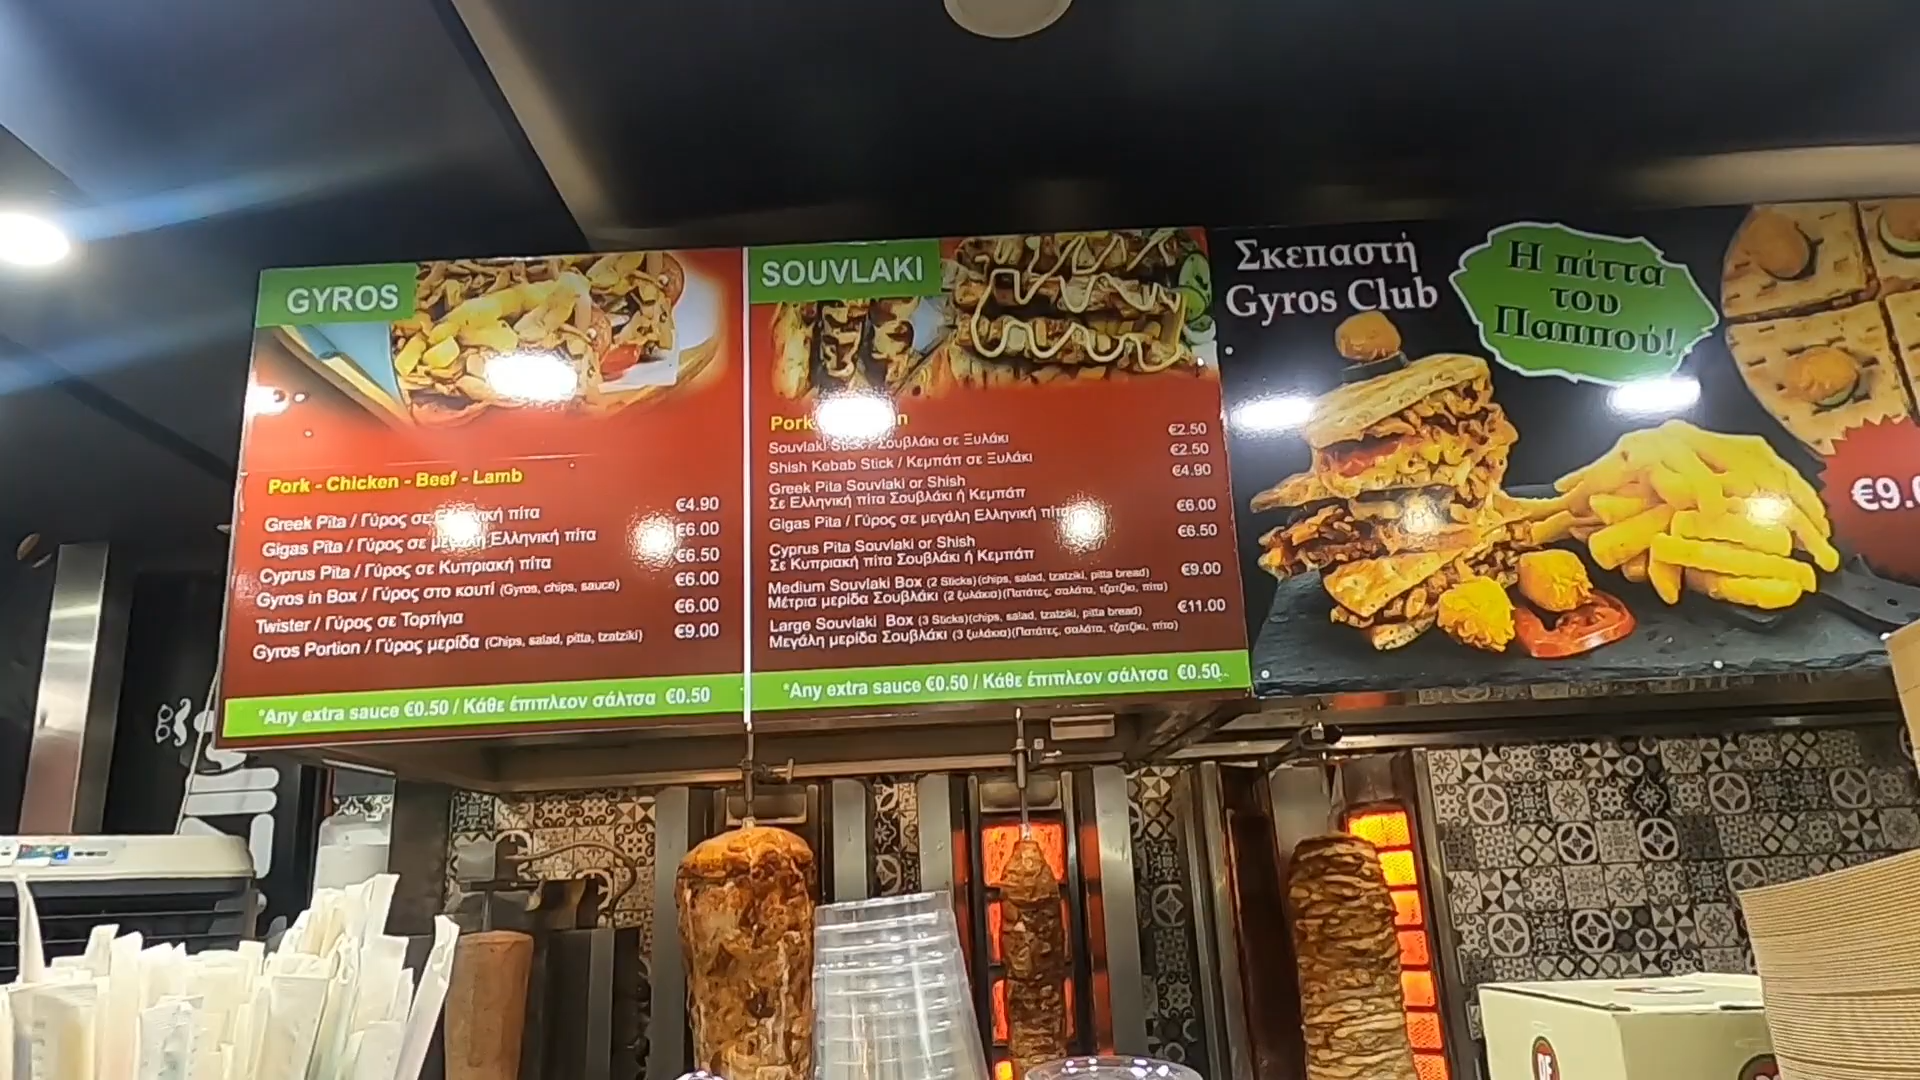 GYROS
Pork - Chicken - Beef - Lamb
Greek Pita / Γύρος σε Ελληνική πίτα €4.90
Gigas Pita / Γύρος σε μεγάλη Ελληνική πίτα €6.00
Cyprus Pita / Γύρος σε Κυπριακή πίτα €6.50
Gyros in Box / Γύρος στο κουτί (Gyros, chips, sauce) €6.00
Twister / Γύρος σε Τορτίγια €6.00
Gyros Portion / Γύρος μερίδα (Chips, salad, pitta, tzatziki) €9.00
*Any extra sauce €0.50 / Κάθε έπιπλεον σάλτσα €0.50
SOUVLAKI
Pork
Souvlaki Stick / Σουβλάκι σε Ξυλάκι €2.50
Shish Kebab Stick / Κεμπάπ σε Ξυλάκι €2.50
Greek Pita Souvlaki or Shish €4.90
Σε Ελληνική πίτα Σουβλάκι ή Κεμπάπ
Gigas Pita / Γύρος σε μεγάλη Ελληνική πίτα €6.00
Cyprus Pita Souvlaki or Shish €6.50
Σε Κυπριακή πίτα Σουβλάκι ή Κεμπάπ
Medium Souvlaki Box (2 Sticks) (chips, salad, tzatziki, pitta bread) €9.00
Μέτρια μερίδα Σουβλάκι (2 ξυλάκια)(Πατάτες, σαλάτα, τζατζίκι, πίτα)
Large Souvlaki Box (3 Sticks)(chips, salad, tzatziki, pitta bread) €11.00
Μεγάλη μερίδα Σουβλάκι (3 ξυλάκια)(Πατάτες, σαλάτα, τζατζίκι, πίτα)
*Any extra sauce €0.50 / Κάθε έπιπλεον σάλτσα €0.50
Σκεπαστή
Gyros Club
Η πίττα
του
Παππού!